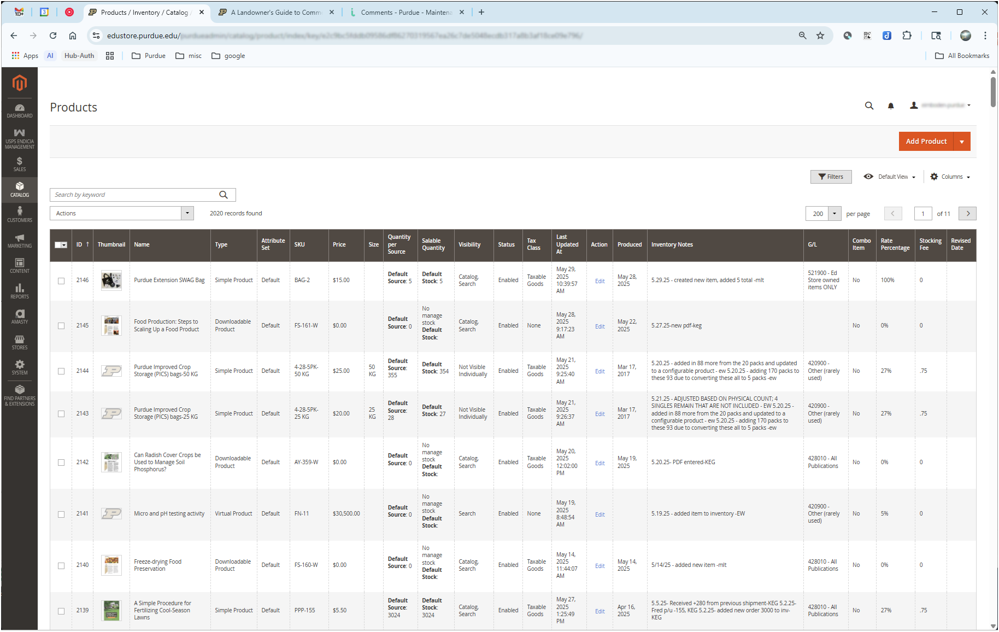 100+
3
Products / Inventory / Catalog /
A Landowner's Guide to Comm
Comments - Purdue - Maintena
edustore.purdue.edu/
Apps
AI
Hub-Auth
Purdue
misc
google
All Bookmarks
DASHBOARD
USPS ENDICIA
MANAGEMENT
SALES
CATALOG
CUSTOMERS
MARKETING
CONTENT
REPORTS
AMASTY
STORES
SYSTEM
FIND PARTNERS
& EXTENSIONS
Products
Add Product
Filters
Default View
Columns
Search by keyword
Actions
2020 records found
200
per page
1
of 11
ID ↑ Thumbnail Name Type Attribute Set SKU Price Size Quantity per Source Salable Quantity Visibility Status Tax Class Last Updated At Action Produced Inventory Notes G/L Combo Item Rate Percentage Stocking Fee Revised Date
2146 Purdue Extension SWAG Bag Simple Product Default BAG-2 $15.00 Default Source: 5 Default Stock: 5 Catalog, Search Enabled Taxable Goods May 29, 2025 10:39:57 AM Edit May 28, 2025 5.29.25 - created new item, added 5 total -mlt 521900 - Ed Store owned items ONLY No 100% 0
2145 Food Production: Steps to Scaling Up a Food Product Downloadable Product Default FS-161-W $0.00 Default Source: 0 No manage stock Default Stock: Catalog, Search Enabled None May 28, 2025 9:17:23 AM Edit May 22, 2025 5.27.25-new pdf-keg No 0% 0
2144 Purdue Improved Crop Storage (PICS) bags-50 KG Simple Product Default 4-28-5PK-50 KG $25.00 50 KG Default Source: 355 Default Stock: 354 Not Visible Individually Enabled Taxable Goods May 21, 2025 9:25:40 AM Edit Mar 17, 2017 5.20.25 - added in 88 more from the 20 packs and updated to a configurable product - ew 5.20.25 - adding 170 packs to these 93 due to converting these all to 5 packs -ew 420900 - Other (rarely used) No 27% .75
2143 Purdue Improved Crop Storage (PICS) bags-25 KG Simple Product Default 4-28-5PK-25 KG $20.00 25 KG Default Source: 28 Default Stock: 27 Not Visible Individually Enabled Taxable Goods May 21, 2025 9:26:37 AM Edit Mar 17, 2017 5.21.25 - ADJUSTED BASED ON PHYSICAL COUNT; 4 SINGLES REMAIN THAT ARE NOT INCLUDED - EW 5.20.25 - added in 88 more from the 20 packs and updated to a configurable product - ew 5.20.25 - adding 170 packs to these 93 due to converting these all to 5 packs -ew 420900 - Other (rarely used) No 27% .75
2142 Can Radish Cover Crops be Used to Manage Soil Phosphorus? Downloadable Product Default AY-359-W $0.00 Default Source: 0 No manage stock Default Stock: Catalog, Search Enabled Taxable Goods May 20, 2025 12:02:00 PM Edit May 19, 2025 5.20.25- PDF entered-KEG 428010 - All Publications No 0% 0
2141 Micro and pH testing activity Virtual Product Default FN-11 $30,500.00 Default Source: 0 No manage stock Default Stock: Search Enabled None May 19, 2025 8:48:54 AM Edit 5.19.25 - added item to inventory -EW 420900 - Other (rarely used) No 5% 0
2140 Freeze-drying Food Preservation Downloadable Product Default FS-160-W $0.00 Default Source: 0 No manage stock Default Stock: Catalog, Search Enabled Taxable Goods May 14, 2025 11:44:07 AM Edit May 14, 2025 5/14/25 - added new item -mlt 428010 - All Publications No 0% 0
2139 A Simple Procedure for Fertilizing Cool-Season Lawns Simple Product Default PPP-155 $5.50 Default Source: 3024 Default Stock: 3024 Catalog, Search Enabled Taxable Goods May 27, 2025 1:25:49 PM Edit Apr 16, 2025 5.5.25- Received +280 from previous shipment-KEG 5.2.25- Fred p/u -155, KEG 5.2.25- added new order 3000 to inv-KEG 428010 - All Publications No 27% .75